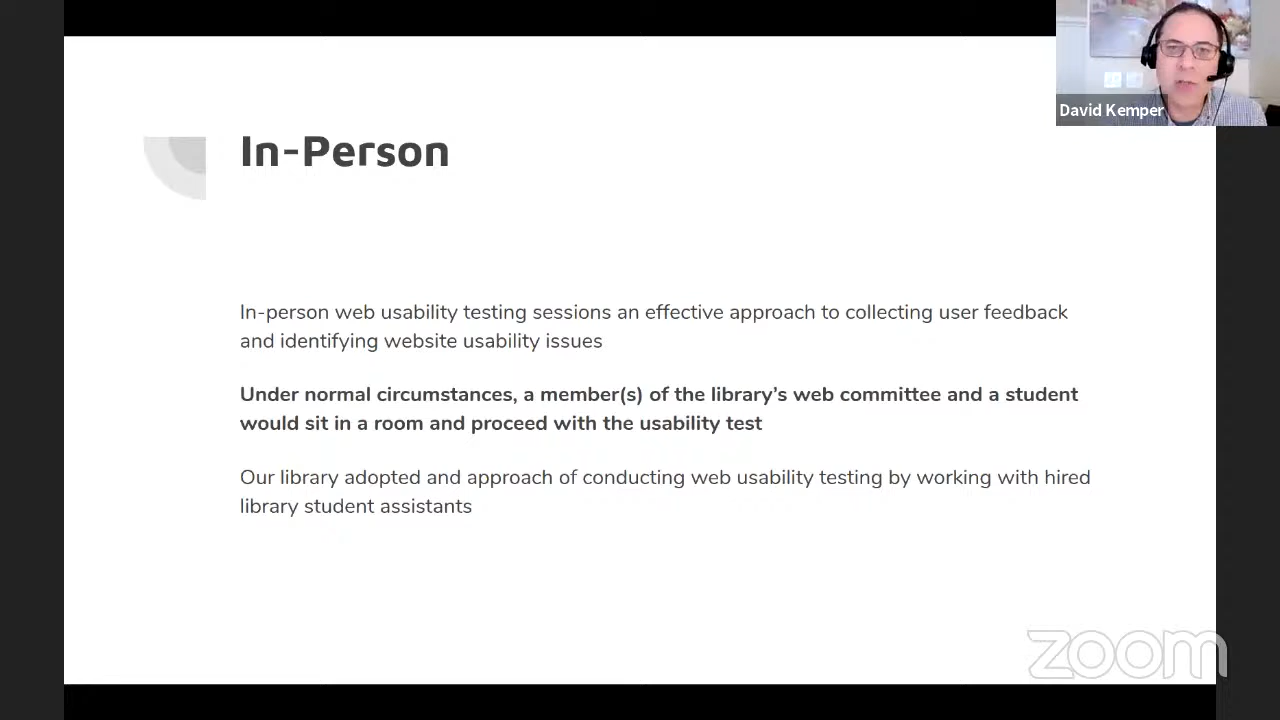 David Kemper
In-Person
In-person web usability testing sessions an effective approach to collecting user feedback
and identifying website usability issues
Under normal circumstances, a member(s) of the library’s web committee and a student
would sit in a room and proceed with the usability test
Our library adopted and approach of conducting web usability testing by working with hired
library student assistants
zoom